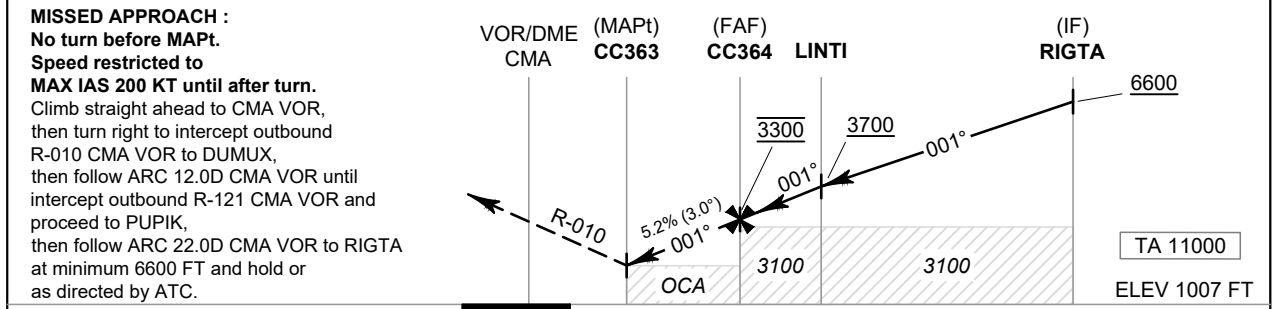 MISSED APPROACH :
No turn before MAPt.
Speed restricted to
MAX IAS 200 KT until after turn.
Climb straight ahead to CMA VOR,
then turn right to intercept outbound
R-010 CMA VOR to DUMUX,
then follow ARC 12.0D CMA VOR until
intercept outbound R-121 CMA VOR and
proceed to PUPIK,
then follow ARC 22.0D CMA VOR to RIGTA
at minimum 6600 FT and hold or
as directed by ATC.
VOR/DME
CMA
(MAPt)
CC363
(FAF)
CC364
LINTI
(IF)
RIGTA
6600
3300
3700
001°
001°
5.2% (3.0°)
001°
R-010
OCA
3100
3100
TA 11000
ELEV 1007 FT